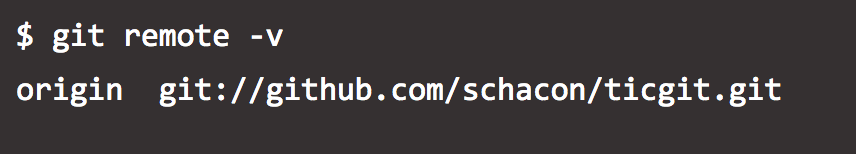 $ git remote -v
origin  git://github.com/schacon/ticgit.git